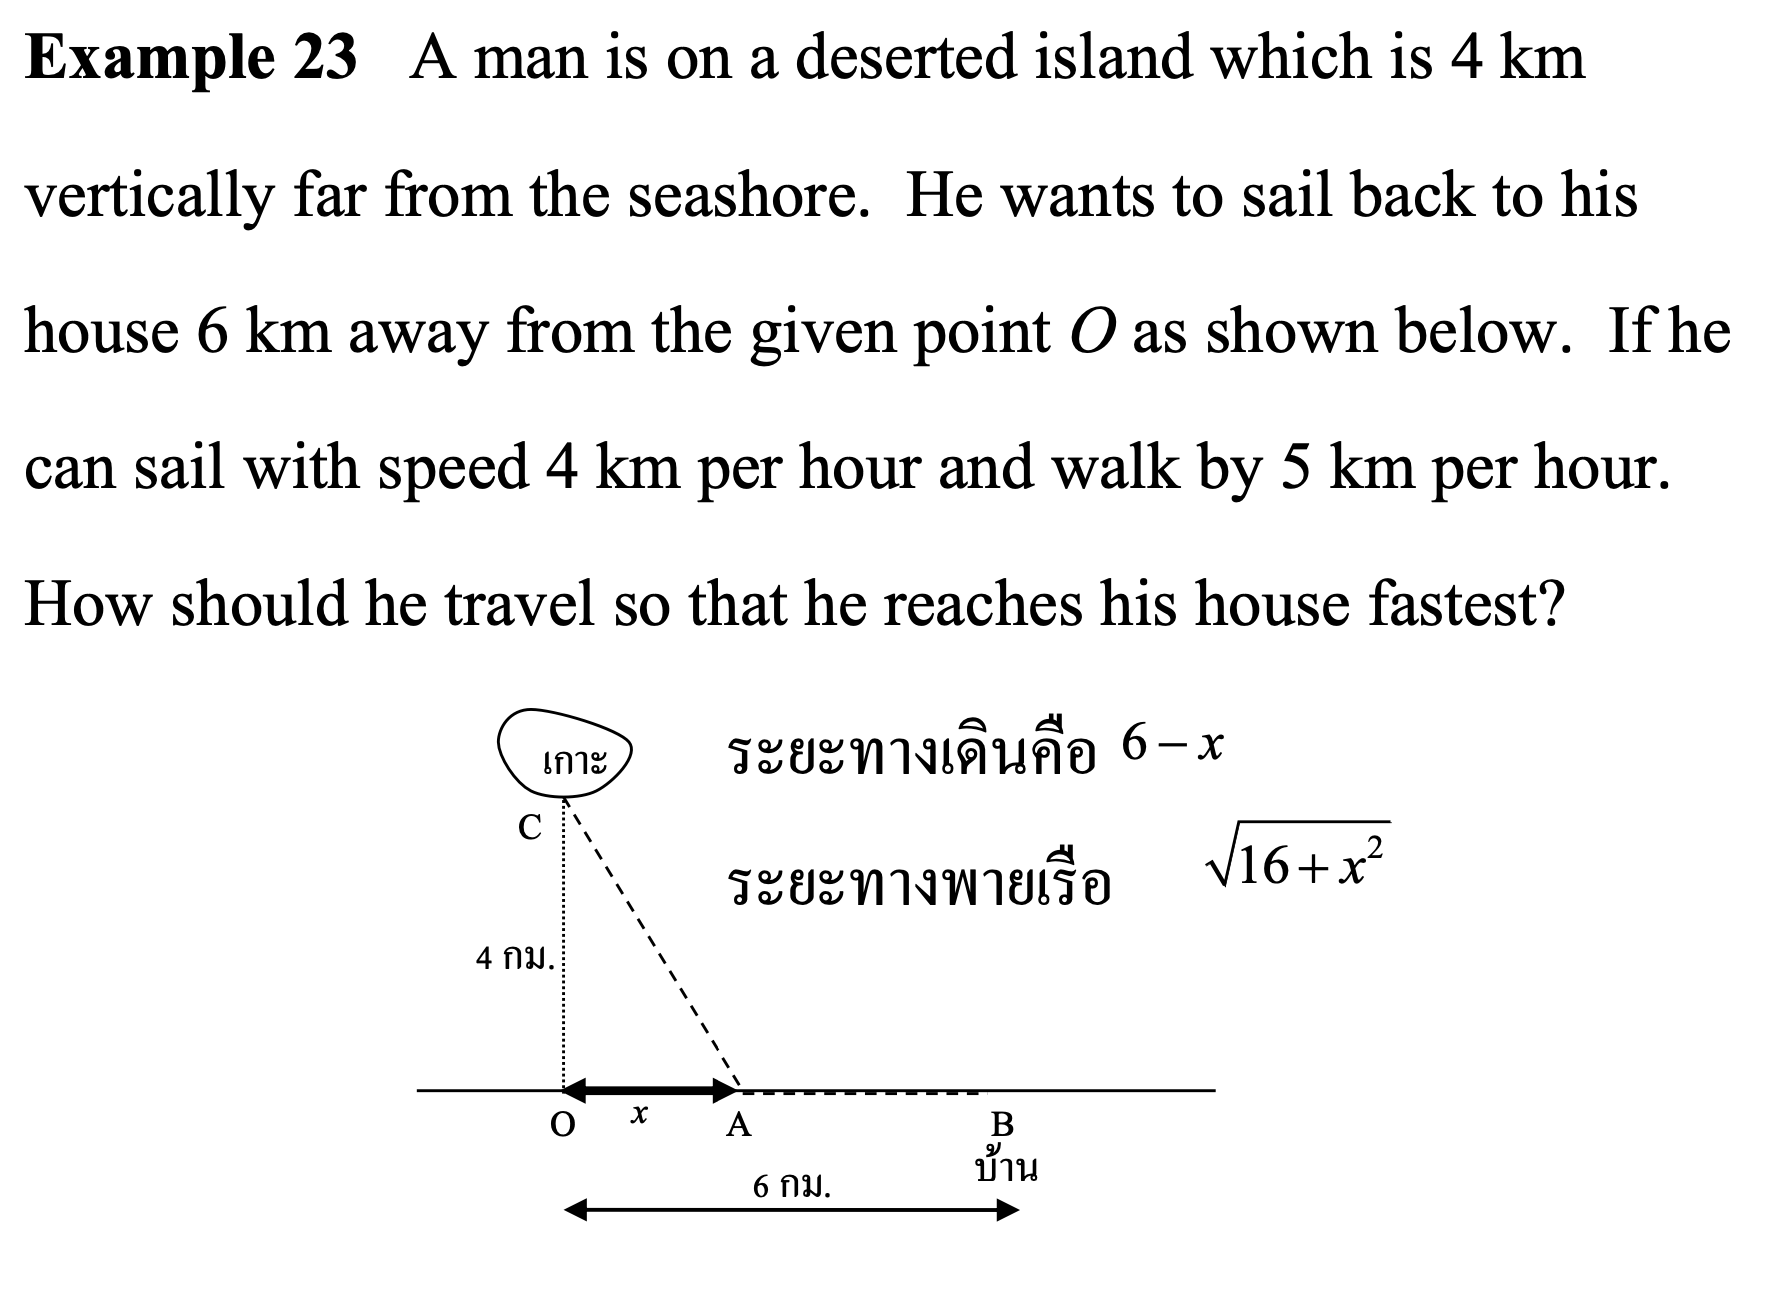 Example 23 A man is on a deserted island which is 4 km
vertically far from the seashore. He wants to sail back to his
house 6 km away from the given point O as shown below. If he
can sail with speed 4 km per hour and walk by 5 km per hour.
How should he travel so that he reaches his house fastest?
เกาะ
ระยะทางเดินคือ 6 − x
C
ระยะทางพายเรือ √(16 + x²)
4 กม.
O x A B
บ้าน
6 กม.